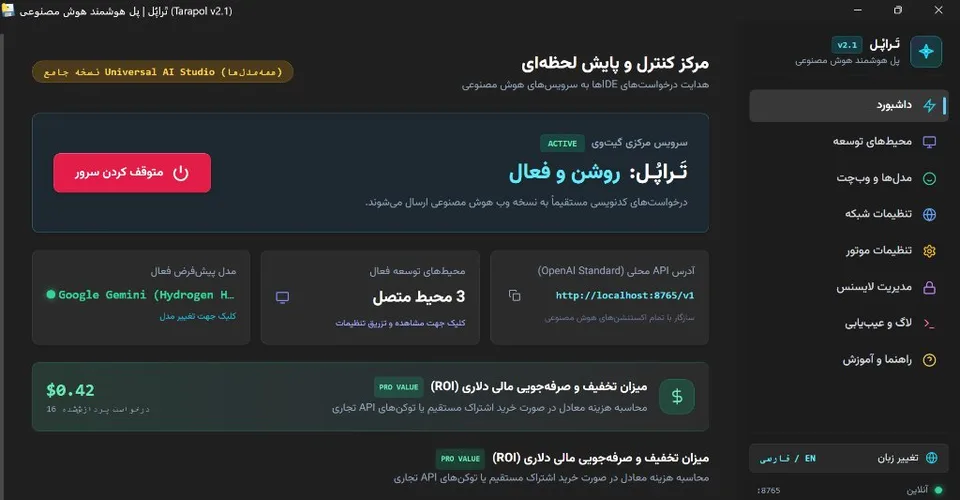 تَراپُل | پل هوشمند هوش مصنوعی (Tarapol v2.1)
تَراپُل v2.1
پل هوشمند هوش مصنوعی
داشبورد
محیط‌های توسعه
مدل‌ها و وب‌چت
تنظیمات شبکه
تنظیمات موتور
مدیریت لایسنس
لاگ و عیب‌یابی
راهنما و آموزش
تغییر زبان
فارسی / EN
آنلاین
:8765
مرکز کنترل و پایش لحظه‌ای
هدایت درخواست‌های IDEها به سرویس‌های هوش مصنوعی
نسخه جامع Universal AI Studio (همه‌مدل‌ها)
سرویس مرکزی گیت‌وی ACTIVE
تَراپُل: روشن و فعال
درخواست‌های کدنویسی مستقیماً به نسخه وب هوش مصنوعی ارسال می‌شوند.
متوقف کردن سرور
آدرس API محلی (OpenAI Standard)
http://localhost:8765/v1
سازگار با تمام اکستنشن‌های هوش مصنوعی
محیط‌های توسعه فعال
3 محیط متصل
کلیک جهت مشاهده و تزریق تنظیمات
مدل پیش‌فرض فعال
Google Gemini (Hydrogen H…
کلیک جهت تغییر مدل
میزان تخفیف و صرفه‌جویی مالی دلاری (ROI) PRO VALUE
محاسبه هزینه معادل در صورت خرید اشتراک مستقیم یا توکن‌های API تجاری
$0.42
16 درخواست پردازش‌شده
میزان تخفیف و صرفه‌جویی مالی دلاری (ROI) PRO VALUE
محاسبه هزینه معادل در صورت خرید اشتراک مستقیم یا توکن‌های API تجاری